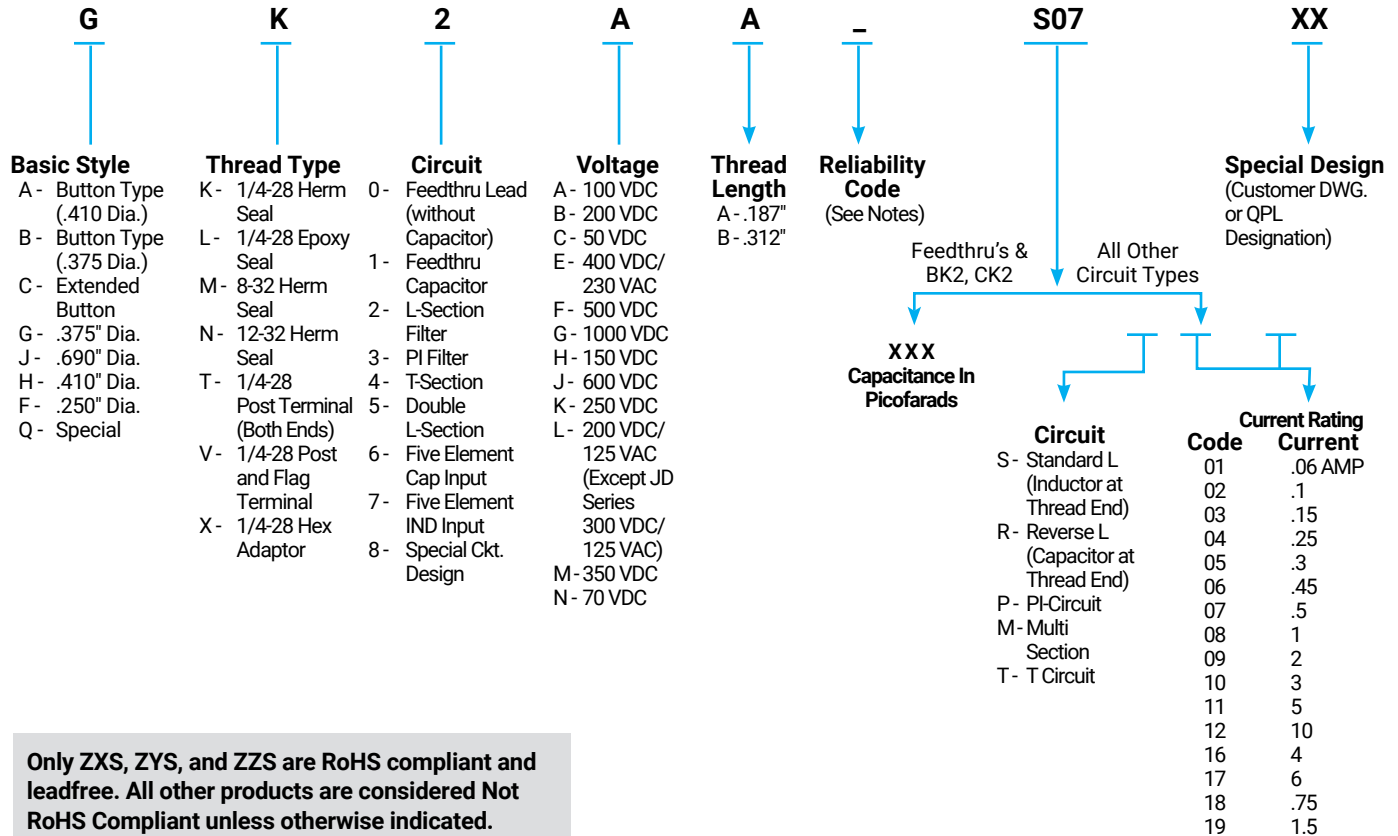 G K 2 A A _ S07 XX
Basic Style
A - Button Type
(.410 Dia.)
B - Button Type
(.375 Dia.)
C - Extended
Button
G - .375" Dia.
J - .690" Dia.
H - .410" Dia.
F - .250" Dia.
Q - Special
Thread Type
K - 1/4-28 Herm
Seal
L - 1/4-28 Epoxy
Seal
M - 8-32 Herm
Seal
N - 12-32 Herm
Seal
T - 1/4-28
Post Terminal
(Both Ends)
V - 1/4-28 Post
and Flag
Terminal
X - 1/4-28 Hex
Adaptor
Circuit
0 - Feedthru Lead
(without
Capacitor)
1 - Feedthru
Capacitor
2 - L-Section
Filter
3 - PI Filter
4 - T-Section
5 - Double
L-Section
6 - Five Element
Cap Input
7 - Five Element
IND Input
8 - Special Ckt.
Design
Voltage
A - 100 VDC
B - 200 VDC
C - 50 VDC
E - 400 VDC/
230 VAC
F - 500 VDC
G - 1000 VDC
H - 150 VDC
J - 600 VDC
K - 250 VDC
L - 200 VDC/
125 VAC
(Except JD
Series
300 VDC/
125 VAC)
M - 350 VDC
N - 70 VDC
Thread
Length
A - .187"
B - .312"
Reliability
Code
(See Notes)
Feedthru's &
BK2, CK2
All Other
Circuit Types
X X X
Capacitance In
Picofarads
Circuit
S - Standard L
(Inductor at
Thread End)
R - Reverse L
(Capacitor at
Thread End)
P - PI-Circuit
M - Multi
Section
T - T Circuit
Current Rating
Code Current
01 .06 AMP
02 .1
03 .15
04 .25
05 .3
06 .45
07 .5
08 1
09 2
10 3
11 5
12 10
16 4
17 6
18 .75
19 1.5
Special Design
(Customer DWG.
or QPL
Designation)
Only ZXS, ZYS, and ZZS are RoHS compliant and
leadfree. All other products are considered Not
RoHS Compliant unless otherwise indicated.